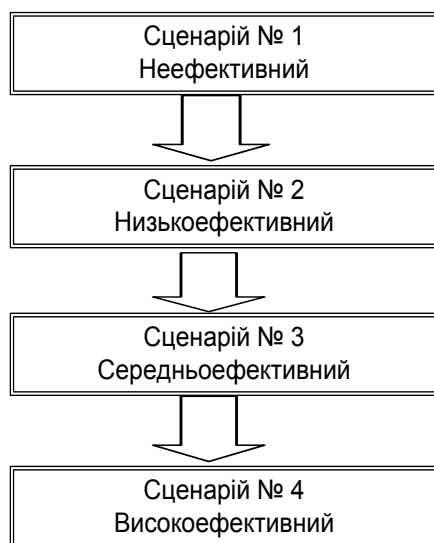 Сценарій № 1
Неефективний
Сценарій № 2
Низькоефективний
Сценарій № 3
Середньоефективний
Сценарій № 4
Високоефективний